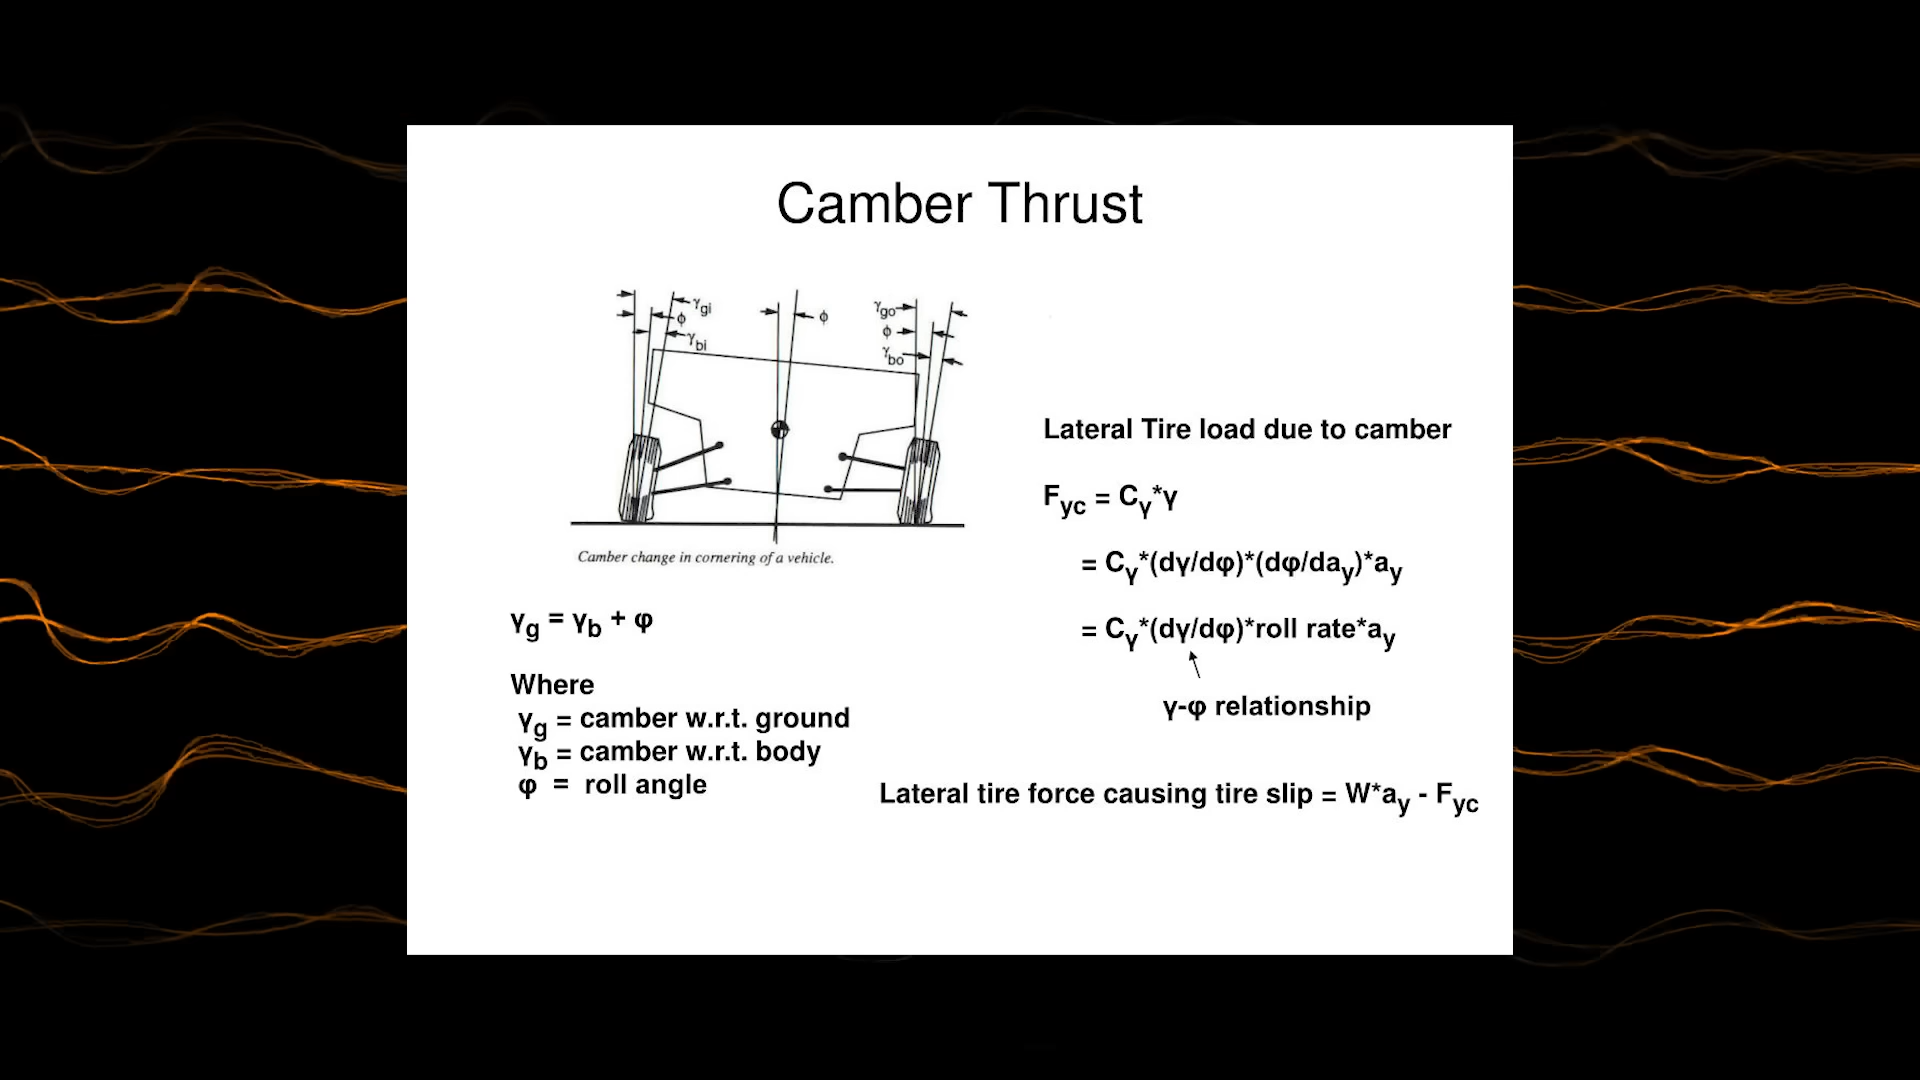 Camber Thrust
γgi
ϕ
γbi
ϕ
γgo
ϕ
γbo
Camber change in cornering of a vehicle.
γg = γb + φ
Where
γg = camber w.r.t. ground
γb = camber w.r.t. body
φ = roll angle
Lateral Tire load due to camber
Fyc = Cγ*γ
= Cγ*(dγ/dφ)*(dφ/day)*ay
= Cγ*(dγ/dφ)*roll rate*ay
γ-φ relationship
Lateral tire force causing tire slip = W*ay - Fyc